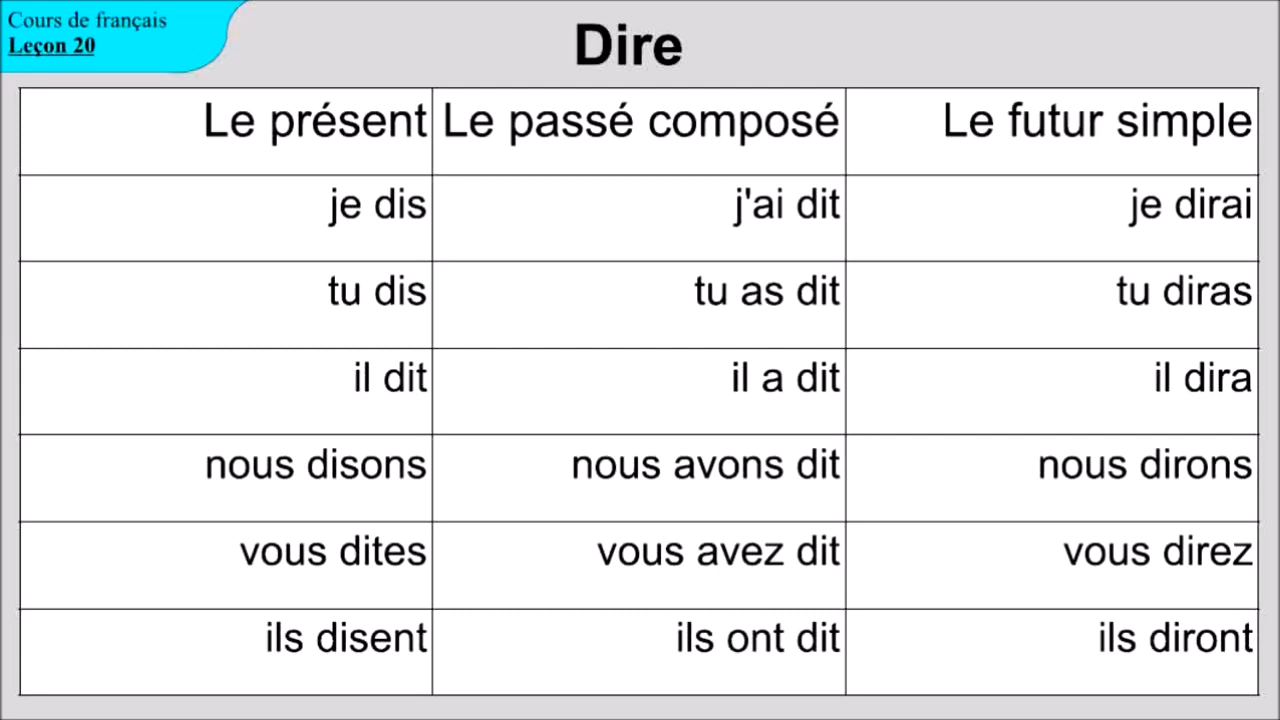 Cours de français
Leçon 20
Dire
Le présent Le passé composé Le futur simple
je dis j'ai dit je dirai
tu dis tu as dit tu diras
il dit il a dit il dira
nous disons nous avons dit nous dirons
vous dites vous avez dit vous direz
ils disent ils ont dit ils diront